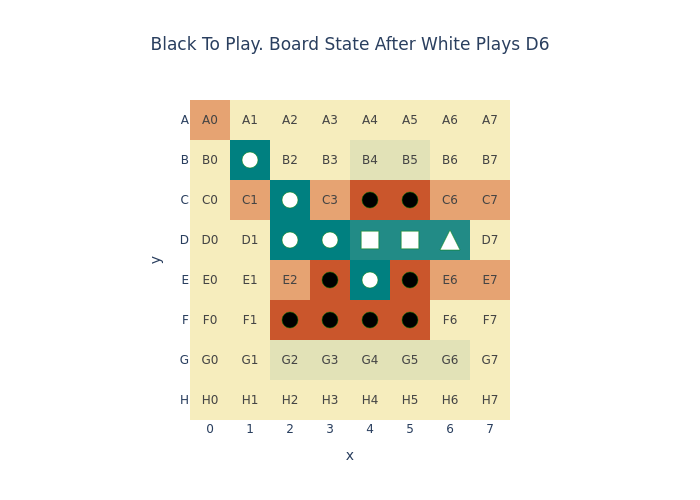 Black To Play. Board State After White Plays D6
A A0 A1 A2 A3 A4 A5 A6 A7
B B0 B2 B3 B4 B5 B6 B7
C C0 C1 C3 C6 C7
D D0 D1 D7
E E0 E1 E2 E6 E7
F F0 F1 F6 F7
G G0 G1 G2 G3 G4 G5 G6 G7
H H0 H1 H2 H3 H4 H5 H6 H7
0 1 2 3 4 5 6 7
x
y